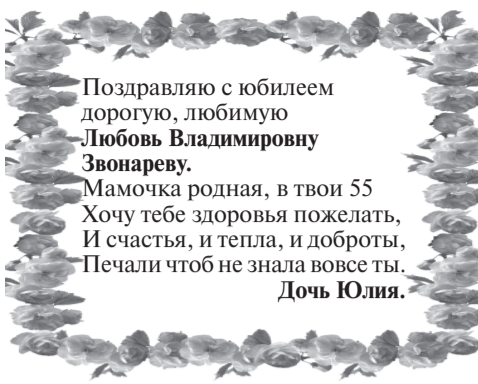 Поздравляю с юбилеем
дорогую, любимую
Любовь Владимировну
Звонареву.
Мамочка родная, в твои 55
Хочу тебе здоровья пожелать,
И счастья, и тепла, и доброты,
Печали чтоб не знала вовсе ты.
Дочь Юлия.